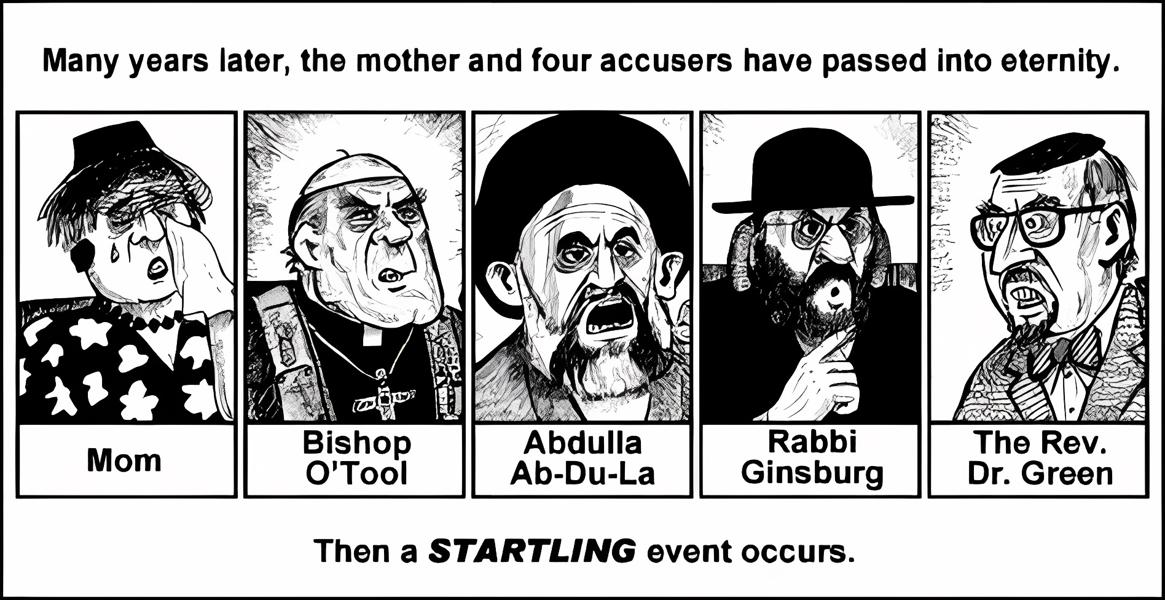 Many years later, the mother and four accusers have passed into eternity.
Mom
Bishop
O'Tool
Abdulla
Ab-Du-La
Rabbi
Ginsburg
The Rev.
Dr. Green
Then a STARTLING event occurs.